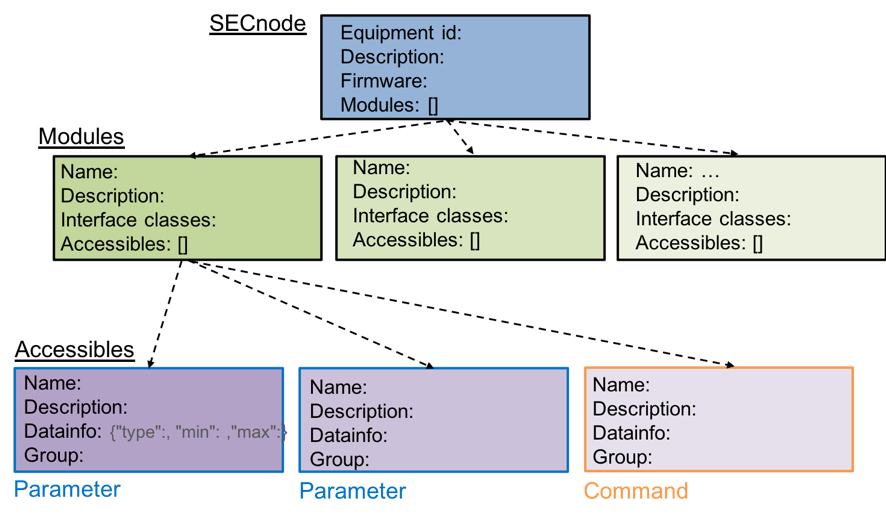 SECnode
Equipment id:
Description:
Firmware:
Modules: []
Modules
Name:
Description:
Interface classes:
Accessibles: []
Name:
Description:
Interface classes:
Accessibles: []
Name: …
Description:
Interface classes:
Accessibles: []
Accessibles
Name:
Description:
Datainfo: {"type":, "min": ,"max":}
Group:
Parameter
Name:
Description:
Datainfo:
Group:
Parameter
Name:
Description:
Datainfo:
Group:
Command